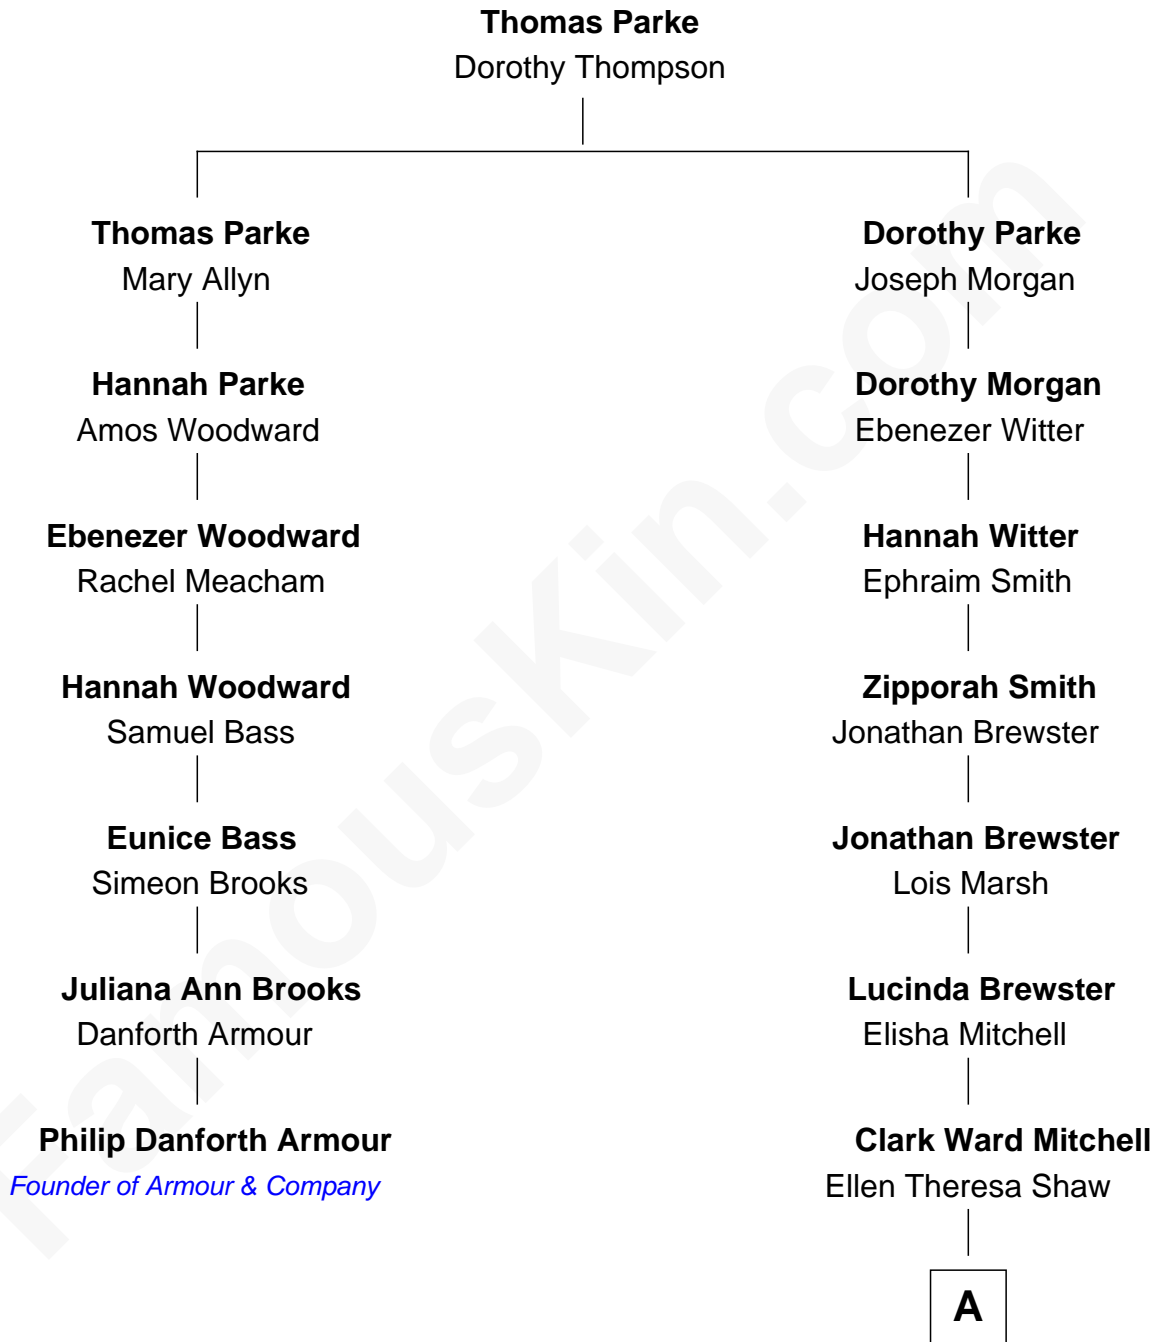 Thomas Parke
Dorothy Thompson
Thomas Parke
Mary Allyn
Hannah Parke
Amos Woodward
Ebenezer Woodward
Rachel Meacham
Hannah Woodward
Samuel Bass
Eunice Bass
Simeon Brooks
Juliana Ann Brooks
Danforth Armour
Philip Danforth Armour
Founder of Armour & Company
Dorothy Parke
Joseph Morgan
Dorothy Morgan
Ebenezer Witter
Hannah Witter
Ephraim Smith
Zipporah Smith
Jonathan Brewster
Jonathan Brewster
Lois Marsh
Lucinda Brewster
Elisha Mitchell
Clark Ward Mitchell
Ellen Theresa Shaw
A
FamousKin.com